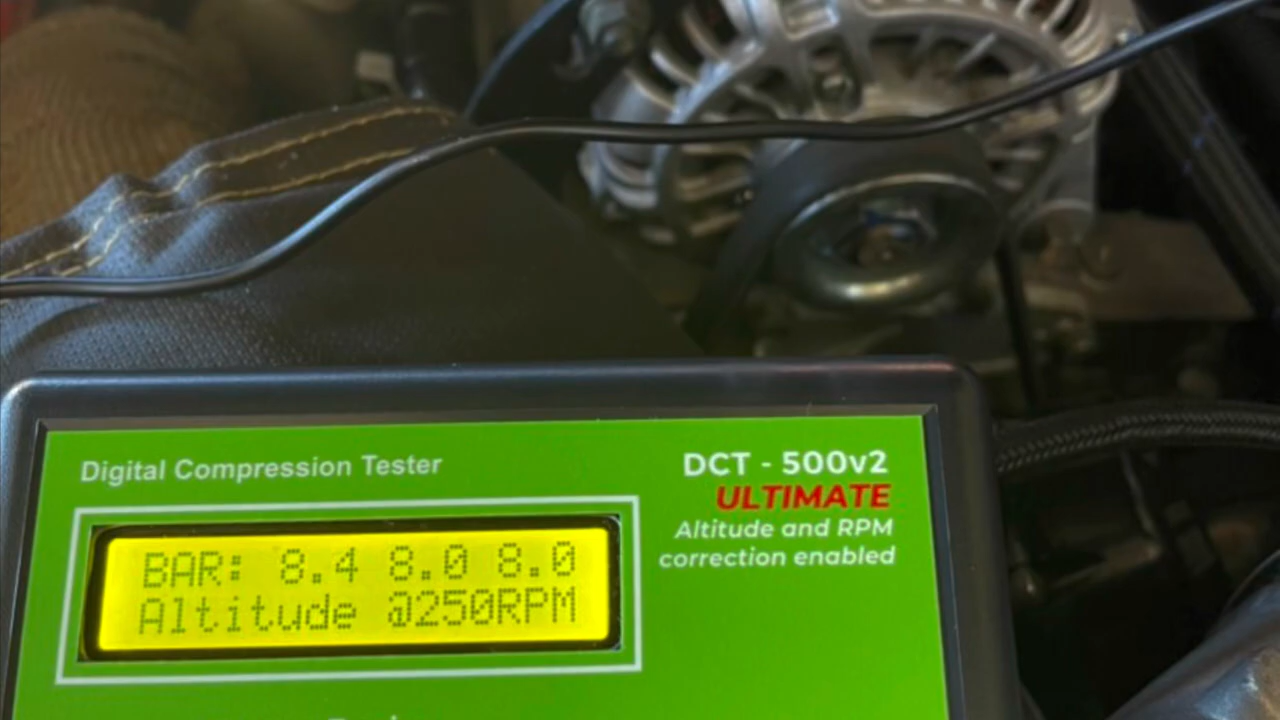 Digital Compression Tester
DCT - 500v2
ULTIMATE
Altitude and RPM
correction enabled
BAR: 8.4 8.0 8.0
Altitude @250RPM